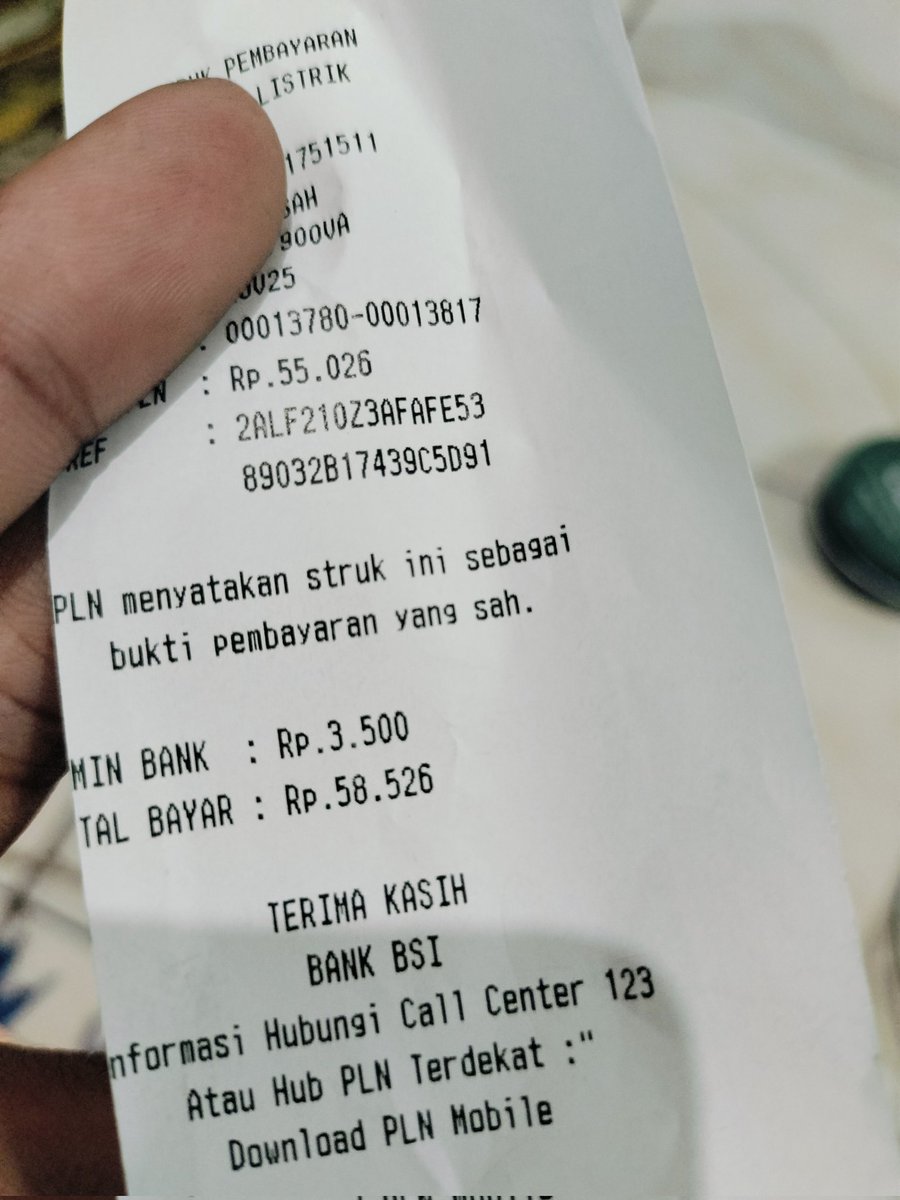 PEMBAYARAN
LISTRIK
1751511
900VA
00013780-00013817
: Rp.55.026
: 2ALF210Z3AFAFE53
89032B17439C5D91
PLN menyatakan struk ini sebagai
bukti pembayaran yang sah.
MIN BANK : Rp.3.500
TAL BAYAR : Rp.58.526
TERIMA KASIH
BANK BSI
nformasi Hubungi Call Center 123
Atau Hub PLN Terdekat :"
Download PLN Mobile